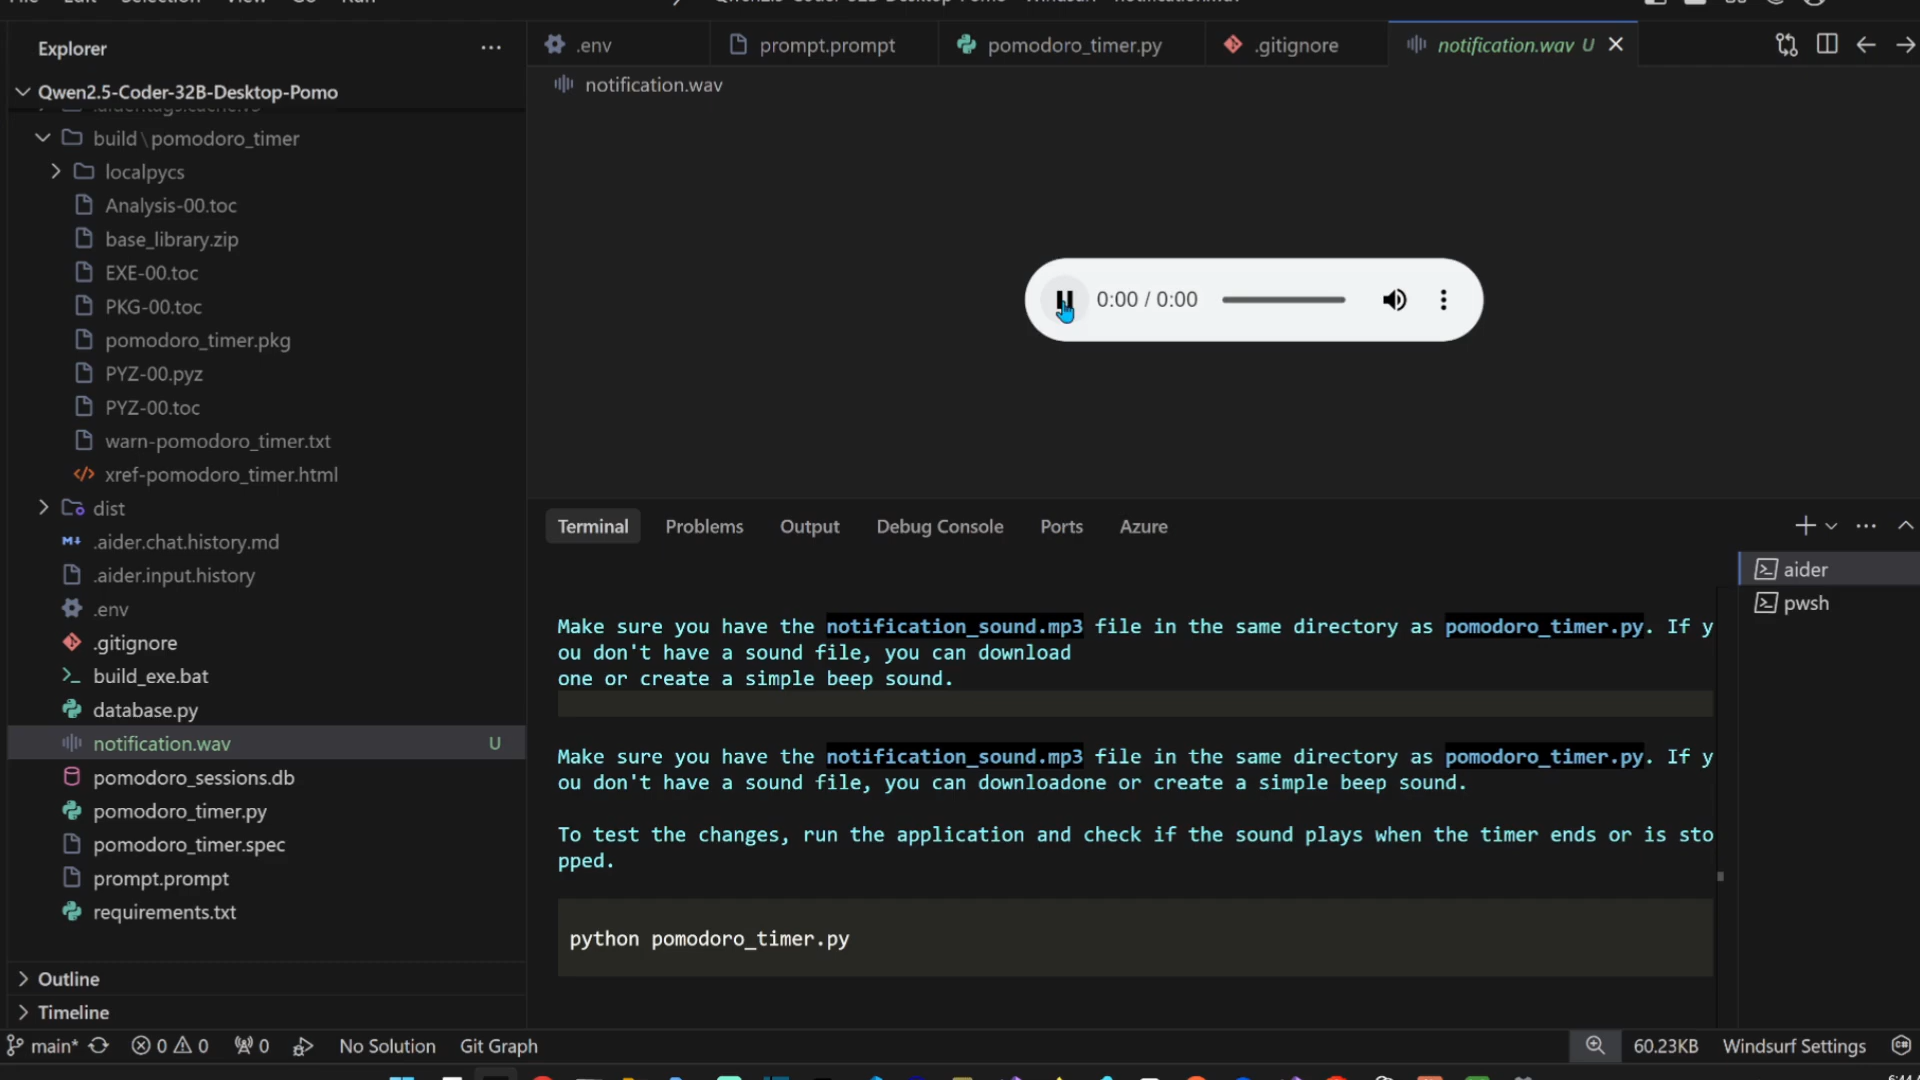 Explorer
.env
prompt.prompt
pomodoro_timer.py
.gitignore
notification.wav U
Qwen2.5-Coder-32B-Desktop-Pomo
notification.wav
build\pomodoro_timer
localpycs
Analysis-00.toc
base_library.zip
EXE-00.toc
PKG-00.toc
pomodoro_timer.pkg
PYZ-00.pyz
PYZ-00.toc
warn-pomodoro_timer.txt
xref-pomodoro_timer.html
dist
.aider.chat.history.md
.aider.input.history
.env
.gitignore
build_exe.bat
database.py
notification.wav U
pomodoro_sessions.db
pomodoro_timer.py
pomodoro_timer.spec
prompt.prompt
requirements.txt
Outline
Timeline
0:00 / 0:00
Terminal Problems Output Debug Console Ports Azure
aider
pwsh
Make sure you have the notification_sound.mp3 file in the same directory as pomodoro_timer.py. If y
ou don't have a sound file, you can download
one or create a simple beep sound.
Make sure you have the notification_sound.mp3 file in the same directory as pomodoro_timer.py. If y
ou don't have a sound file, you can downloadone or create a simple beep sound.
To test the changes, run the application and check if the sound plays when the timer ends or is sto
pped.
python pomodoro_timer.py
main* 0 0 0 No Solution Git Graph 60.23KB Windsurf Settings